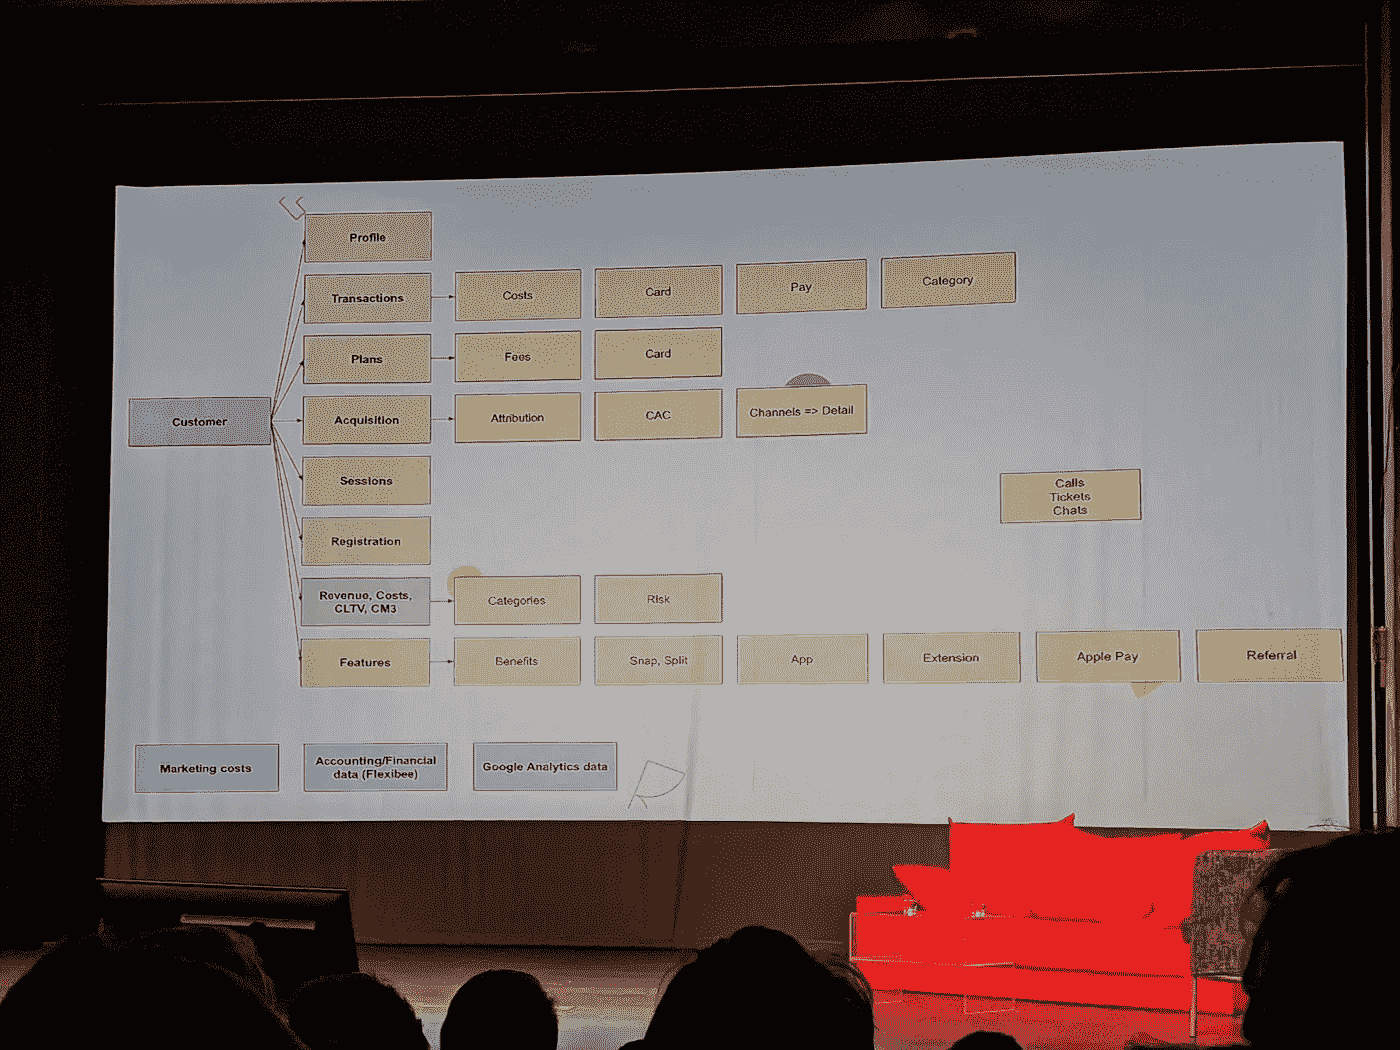 Profile
Transactions
Costs
Card
Pay
Category
Plans
Fees
Card
Customer
Acquisition
Attribution
CAC
Channels => Detail
Sessions
Calls
Tickets
Chats
Registration
Revenue, Costs,
CLTV, CM3
Categories
Risk
Features
Benefits
Snap, Split
App
Extension
Apple Pay
Referral
Marketing costs
Accounting/Financial
data (Flexibee)
Google Analytics data